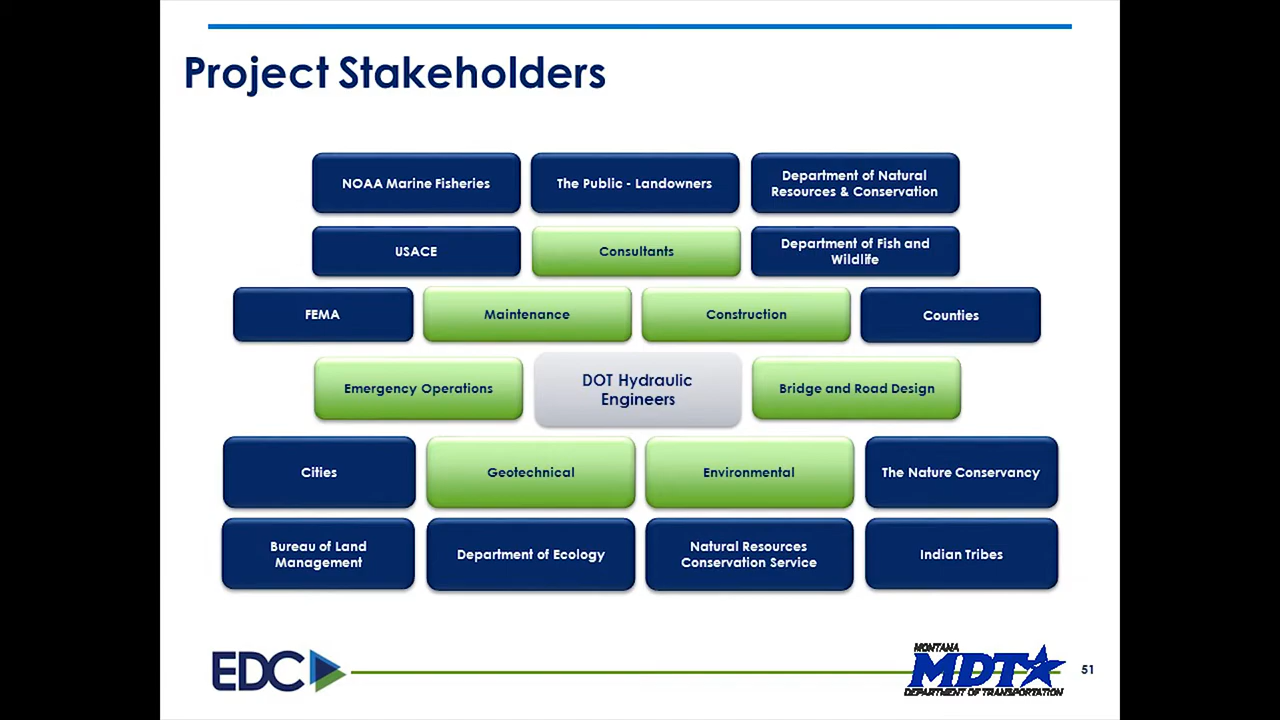 Project Stakeholders
NOAA Marine Fisheries
The Public - Landowners
Department of Natural
Resources & Conservation
USACE
Consultants
Department of Fish and
Wildlife
FEMA
Maintenance
Construction
Counties
Emergency Operations
DOT Hydraulic
Engineers
Bridge and Road Design
Cities
Geotechnical
Environmental
The Nature Conservancy
Bureau of Land
Management
Department of Ecology
Natural Resources
Conservation Service
Indian Tribes
EDC
MONTANA
MDT
DEPARTMENT OF TRANSPORTATION
51